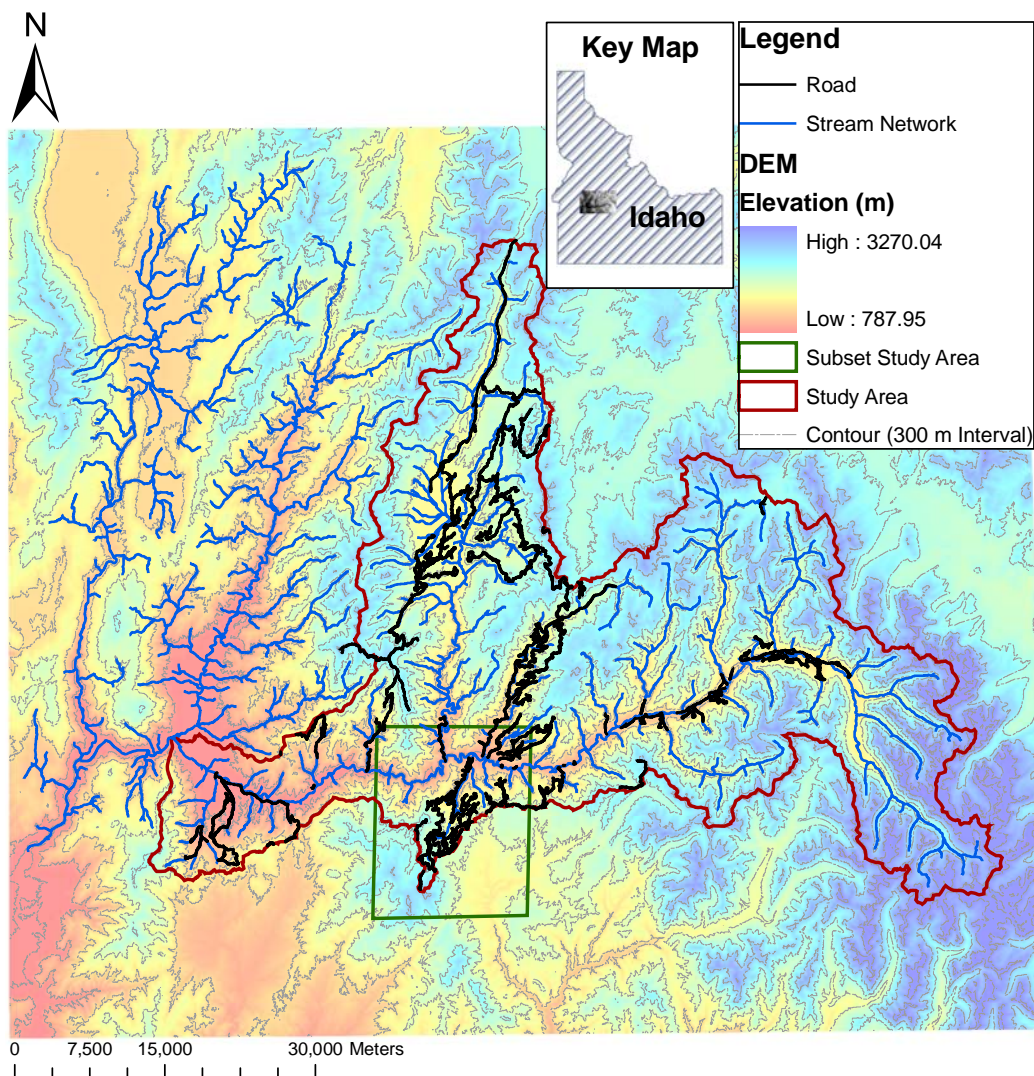 N
Key Map
Idaho
Legend
Road
Stream Network
DEM
Elevation (m)
High : 3270.04
Low : 787.95
Subset Study Area
Study Area
Contour (300 m Interval)
0 7,500 15,000 30,000 Meters